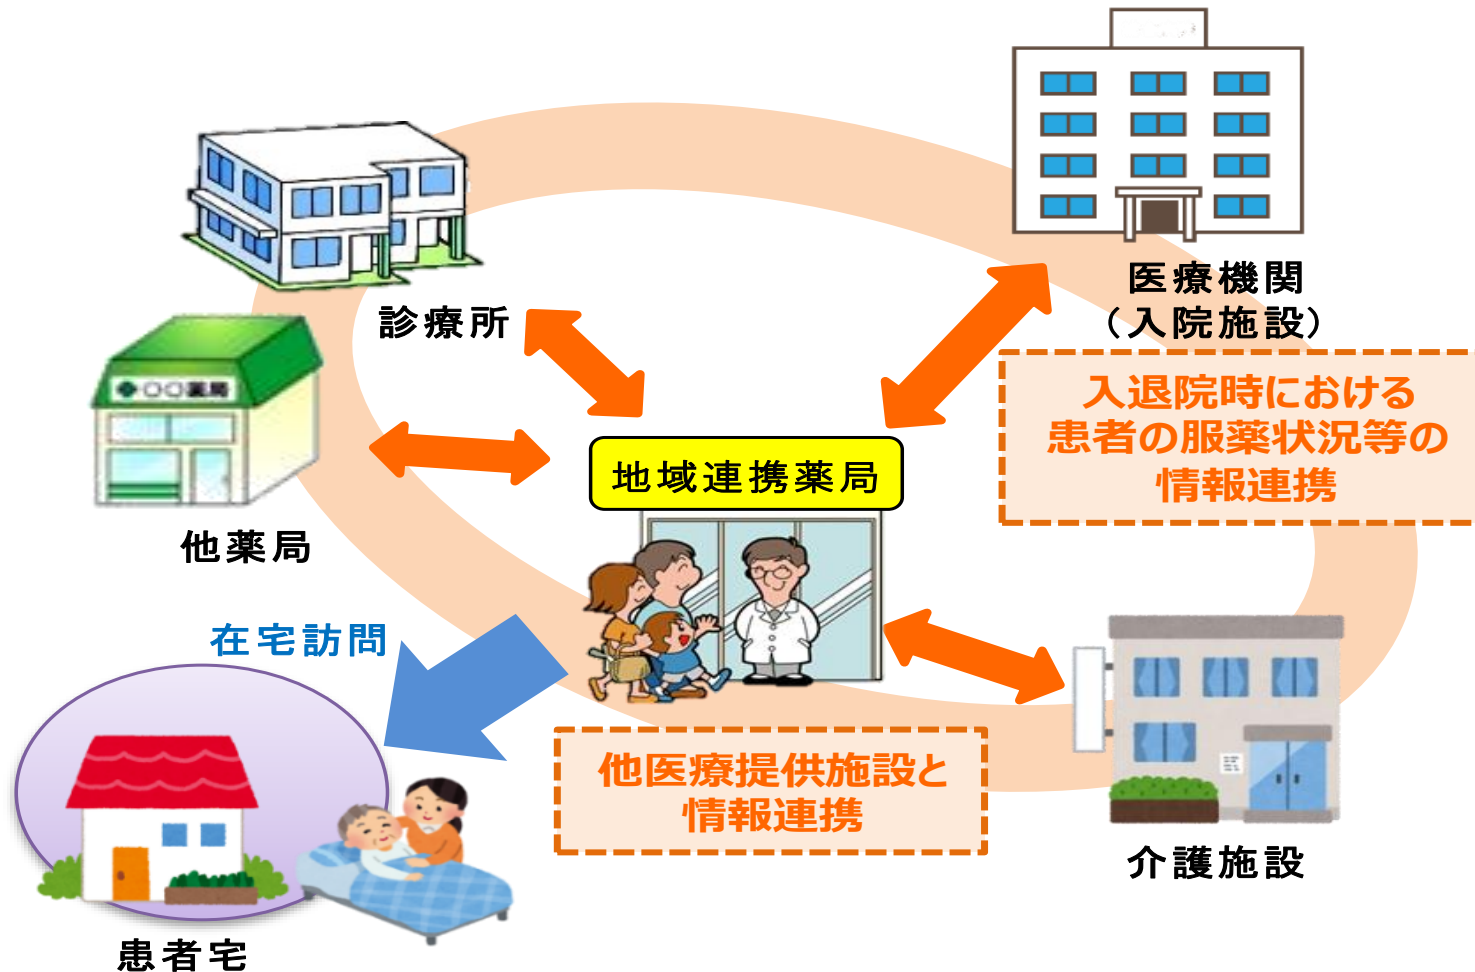 医療機関
（入院施設）
診療所
○○薬局
入退院時における
患者の服薬状況等の
情報連携
地域連携薬局
他薬局
在宅訪問
他医療提供施設と
情報連携
介護施設
患者宅